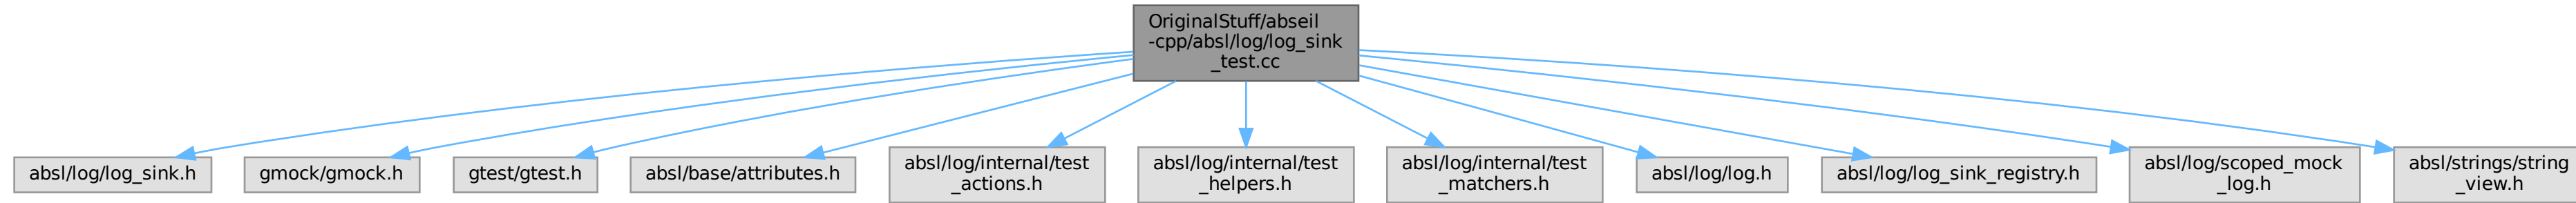 OriginalStuff/abseil
-cpp/absl/log/log_sink
_test.cc
absl/log/log_sink.h
gmock/gmock.h
gtest/gtest.h
absl/base/attributes.h
absl/log/internal/test
_actions.h
absl/log/internal/test
_helpers.h
absl/log/internal/test
_matchers.h
absl/log/log.h
absl/log/log_sink_registry.h
absl/log/scoped_mock
_log.h
absl/strings/string
_view.h